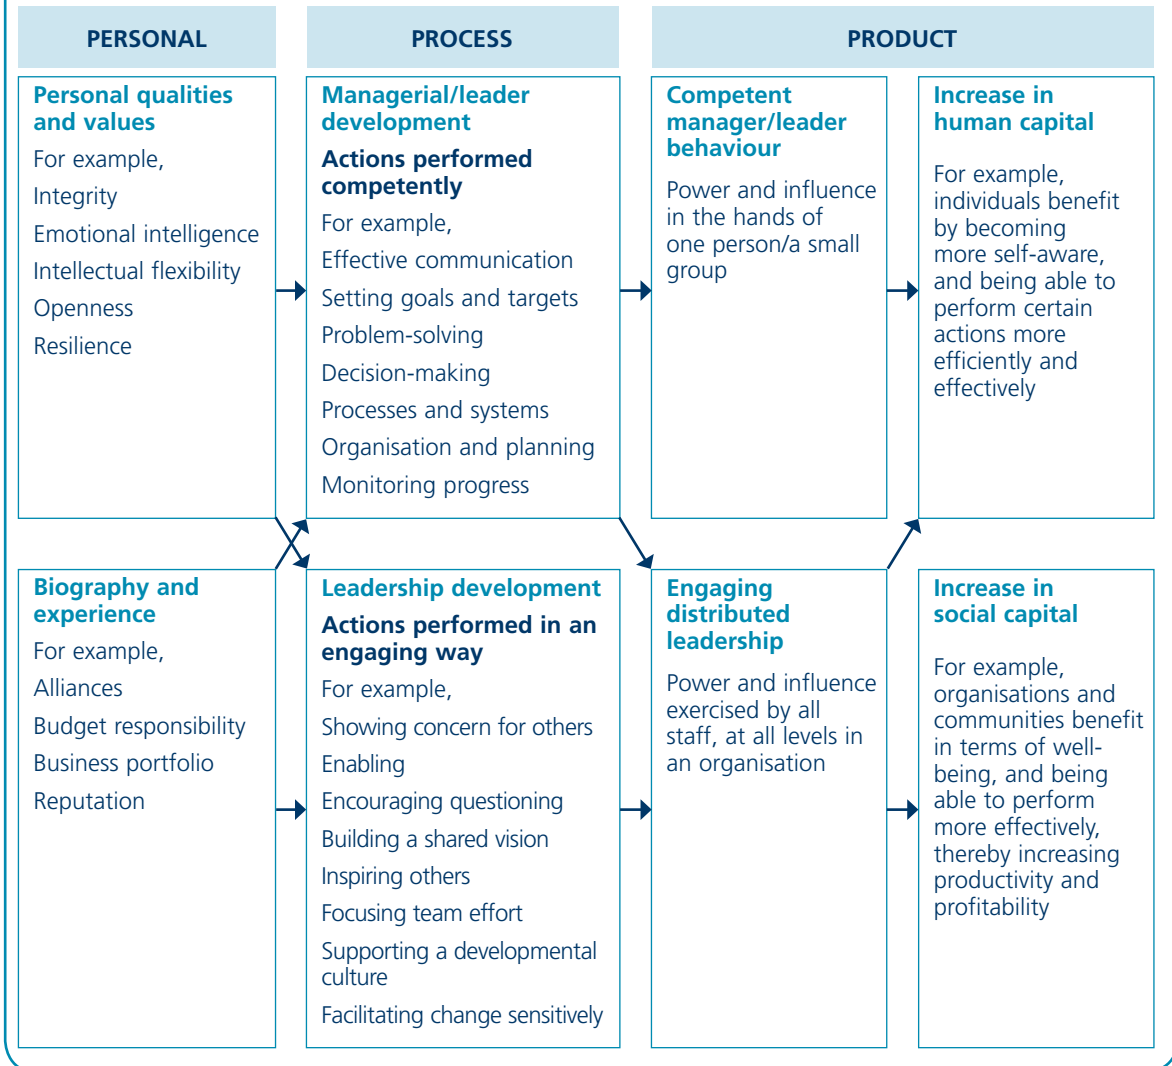 PERSONAL
PROCESS
PRODUCT
Personal qualities
and values
For example,
Integrity
Emotional intelligence
Intellectual flexibility
Openness
Resilience
Managerial/leader
development
Actions performed
competently
For example,
Effective communication
Setting goals and targets
Problem-solving
Decision-making
Processes and systems
Organisation and planning
Monitoring progress
Competent
manager/leader
behaviour
Power and influence
in the hands of
one person/a small
group
Increase in
human capital
For example,
individuals benefit
by becoming
more self-aware,
and being able to
perform certain
actions more
efficiently and
effectively
Biography and
experience
For example,
Alliances
Budget responsibility
Business portfolio
Reputation
Leadership development
Actions performed in an
engaging way
For example,
Showing concern for others
Enabling
Encouraging questioning
Building a shared vision
Inspiring others
Focusing team effort
Supporting a developmental
culture
Facilitating change sensitively
Engaging
distributed
leadership
Power and influence
exercised by all
staff, at all levels in
an organisation
Increase in
social capital
For example,
organisations and
communities benefit
in terms of well-
being, and being
able to perform
more effectively,
thereby increasing
productivity and
profitability